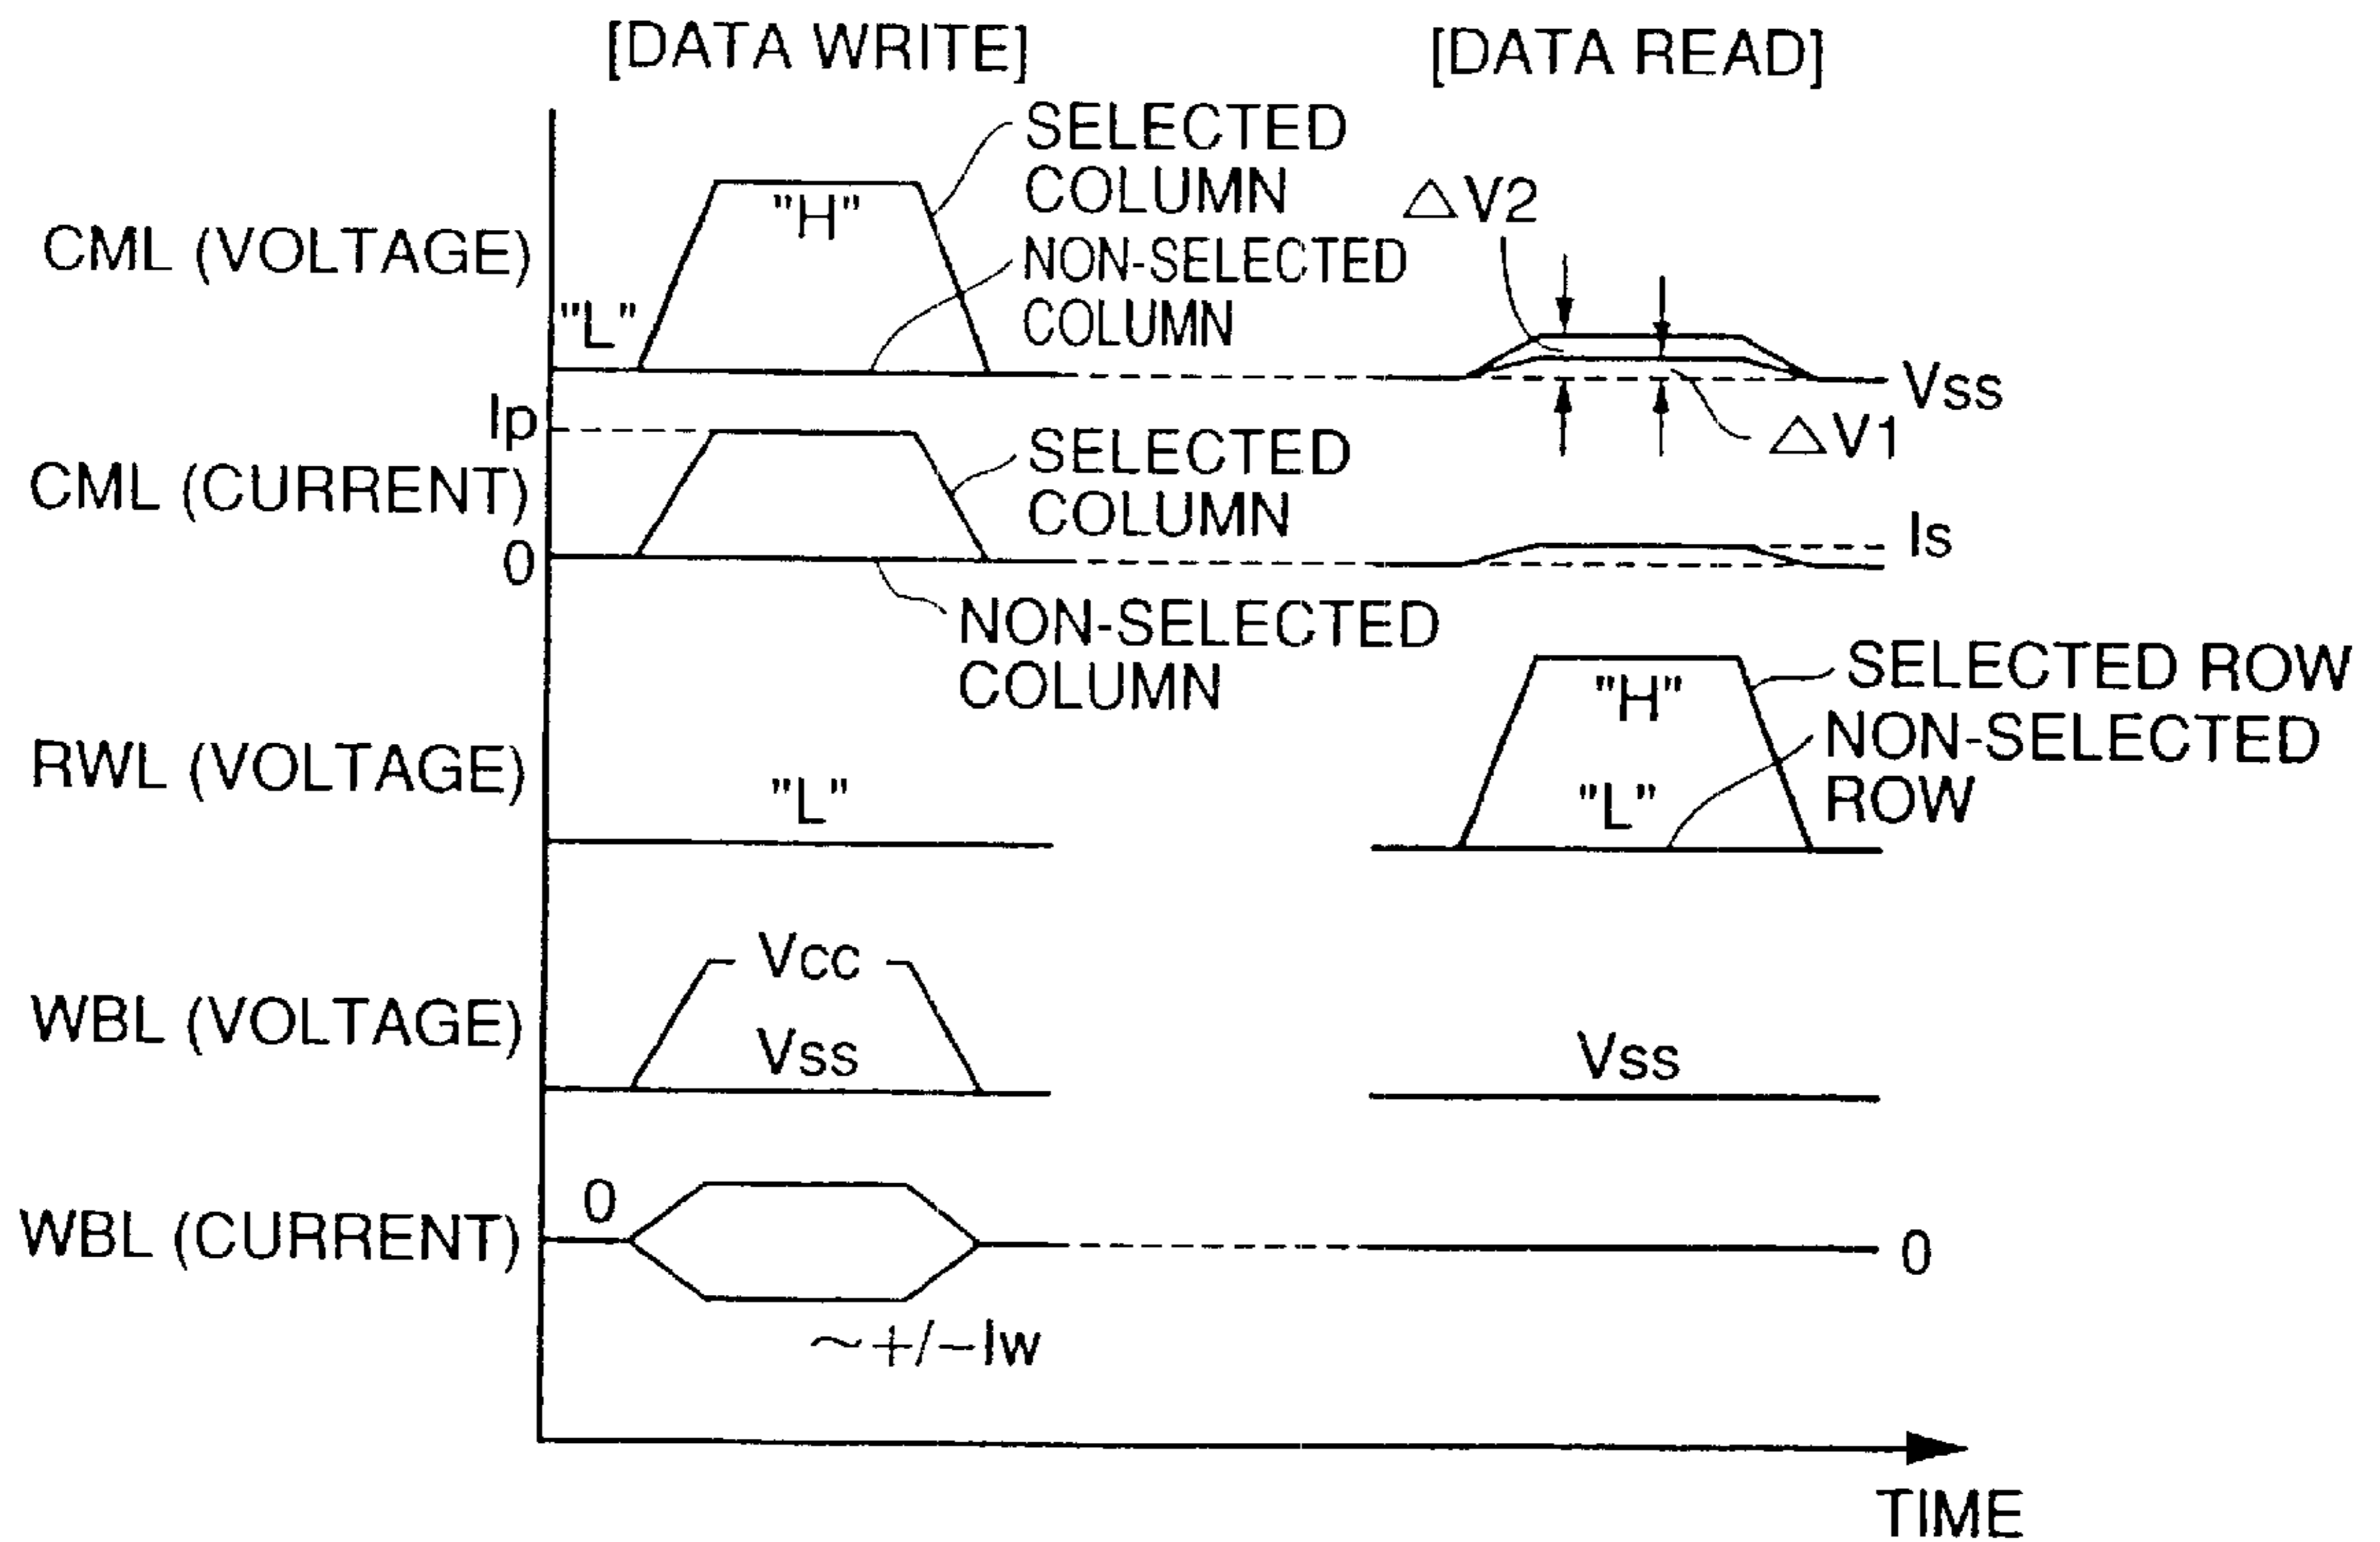 [DATA WRITE]
[DATA READ]
SELECTED
COLUMN
NON-SELECTED
COLUMN
△V2
"H"
CML (VOLTAGE)
"L"
Vss
△V1
Ip
CML (CURRENT)
0
SELECTED
COLUMN
Is
NON-SELECTED
COLUMN
RWL (VOLTAGE)
"L"
"H"
"L"
SELECTED ROW
NON-SELECTED
ROW
WBL (VOLTAGE)
Vcc
Vss
Vss
WBL (CURRENT)
0
0
~+/-Iw
TIME